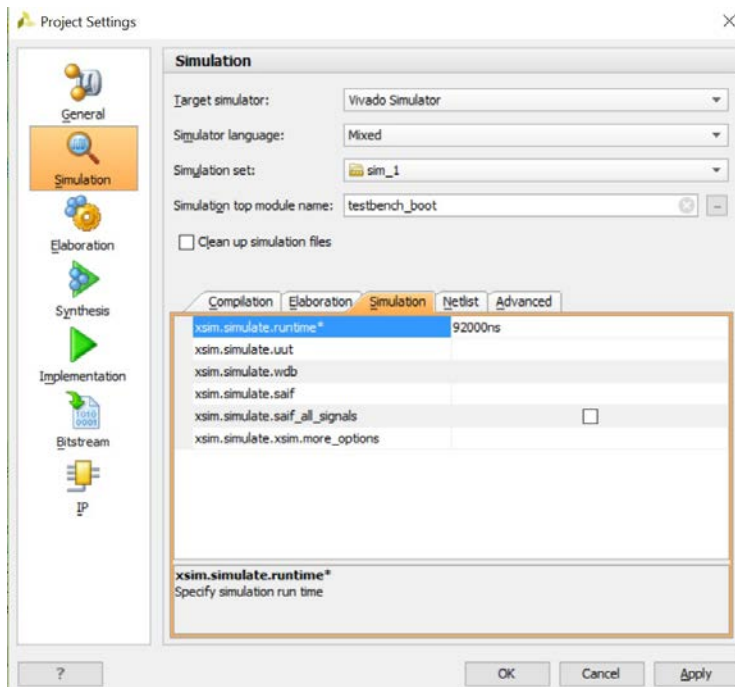 Project Settings
General
Simulation
Elaboration
Synthesis
Implementation
1010
0001
Bitstream
IP
Simulation
Target simulator: Vivado Simulator
Simulator language: Mixed
Simulation set: sim_1
Simulation top module name: testbench_boot
Clean up simulation files
Compilation Elaboration Simulation Netlist Advanced
xsim.simulate.runtime* 92000ns
xsim.simulate.uut
xsim.simulate.wdb
xsim.simulate.saif
xsim.simulate.saif_all_signals
xsim.simulate.xsim.more_options
xsim.simulate.runtime*
Specify simulation run time
? OK Cancel Apply